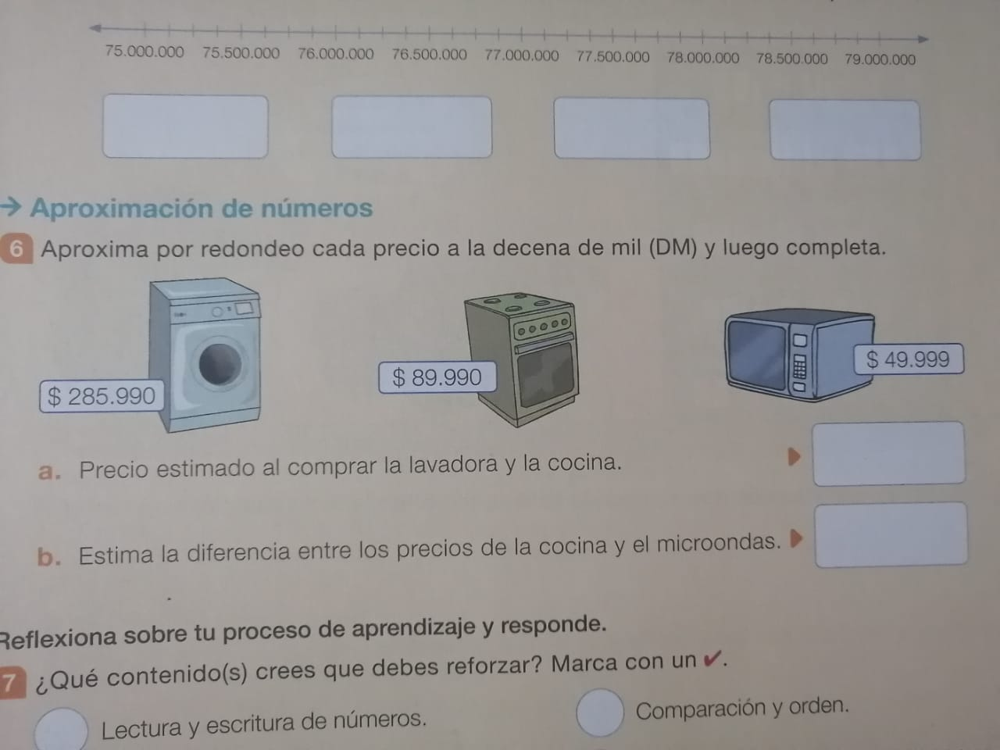 75.000.000 75.500.000 76.000.000 76.500.000 77.000.000 77.500.000 78.000.000 78.500.000 79.000.000
Aproximación de números
6 Aproxima por redondeo cada precio a la decena de mil (DM) y luego completa.
$ 285.990
$ 89.990
$ 49.999
a. Precio estimado al comprar la lavadora y la cocina.
b. Estima la diferencia entre los precios de la cocina y el microondas.
Reflexiona sobre tu proceso de aprendizaje y responde.
7 ¿Qué contenido(s) crees que debes reforzar? Marca con un ✔.
Lectura y escritura de números.
Comparación y orden.